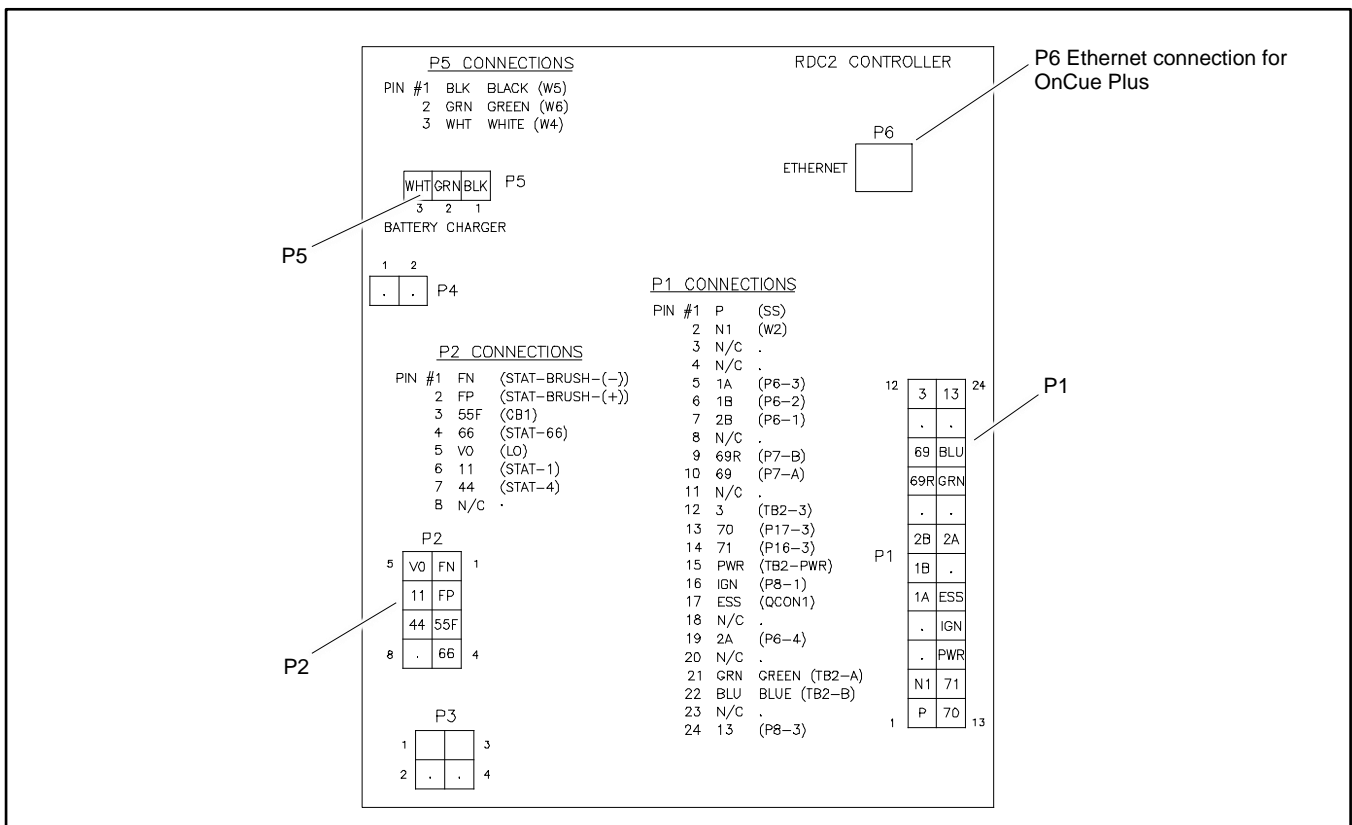 P5 CONNECTIONS
PIN #1 BLK BLACK (W5)
2 GRN GREEN (W6)
3 WHT WHITE (W4)
RDC2 CONTROLLER
P6 Ethernet connection for
OnCue Plus
P6
ETHERNET
WHT GRN BLK P5
3 2 1
BATTERY CHARGER
P5
1 2
. . P4
P2 CONNECTIONS
PIN #1 FN (STAT-BRUSH-(-))
2 FP (STAT-BRUSH-(+))
3 55F (CB1)
4 66 (STAT-66)
5 V0 (LO)
6 11 (STAT-1)
7 44 (STAT-4)
8 N/C .
P2
5 V0 FN 1
11 FP
44 55F
8 . 66 4
P2
P3
1 3
2 . . 4
P1 CONNECTIONS
PIN #1 P (SS)
2 N1 (W2)
3 N/C .
4 N/C .
5 1A (P6-3)
6 1B (P6-2)
7 2B (P6-1)
8 N/C .
9 69R (P7-B)
10 69 (P7-A)
11 N/C .
12 3 (TB2-3)
13 70 (P17-3)
14 71 (P16-3)
15 PWR (TB2-PWR)
16 IGN (P8-1)
17 ESS (QCON1)
18 N/C .
19 2A (P6-4)
20 N/C .
21 GRN GREEN (TB2-A)
22 BLU BLUE (TB2-B)
23 N/C .
24 13 (P8-3)
12 3 13 24
. .
69 BLU
69R GRN
. .
2B 2A
P1 1B .
1A ESS
. IGN
. PWR
N1 71
1 P 70 13
P1